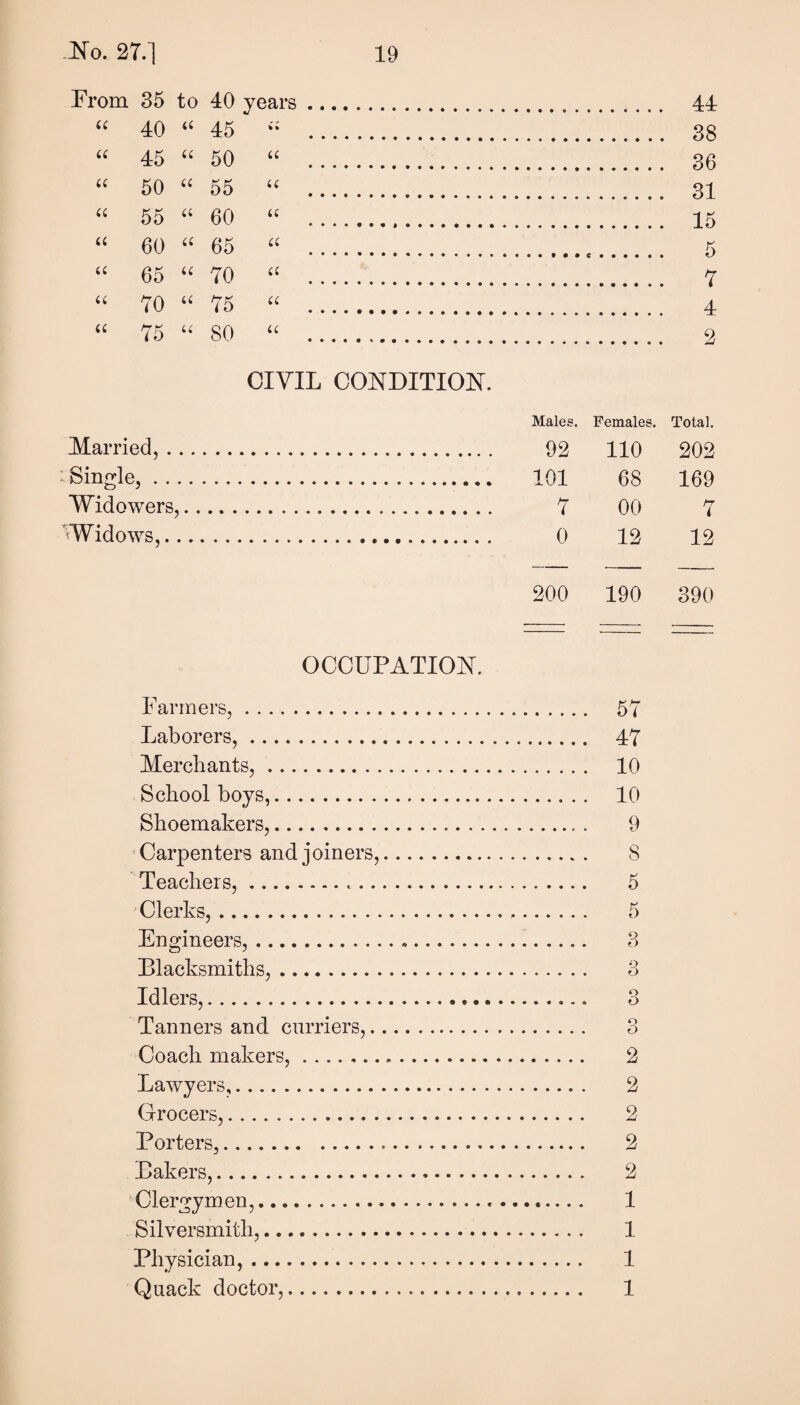 No. 27.] 19
From 35 to 40 years .......... 44
“ 40 “ 45 “ .......... 38
“ 45 “ 50 “ .......... 36
“ 50 “ 55 “ .......... 31
“ 55 “ 60 “ .......... 15
“ 60 “ 65 “ .......... 5
“ 65 “ 70 “ .......... 7
“ 70 “ 75 “ .......... 4
“ 75 “ 80 “ .......... 2
CIVIL CONDITION.
Males. Females. Total.
Married, .......... 92 110 202
Single, .......... 101 68 169
Widowers, .......... 7 00 7
Widows, .......... 0 12 12
200 190 390
OCCUPATION.
Farmers, .......... 57
Laborers, .......... 47
Merchants, .......... 10
School boys, .......... 10
Shoemakers, .......... 9
Carpenters and joiners, .......... 8
Teachers, .......... 5
Clerks, .......... 5
Engineers, .......... 3
Blacksmiths, .......... 3
Idlers, .......... 3
Tanners and curriers, .......... 3
Coach makers, .......... 2
Lawyers, .......... 2
Grocers, .......... 2
Porters, .......... 2
Bakers, .......... 2
Clergymen, .......... 1
Silversmith, .......... 1
Physician, .......... 1
Quack doctor, .......... 1